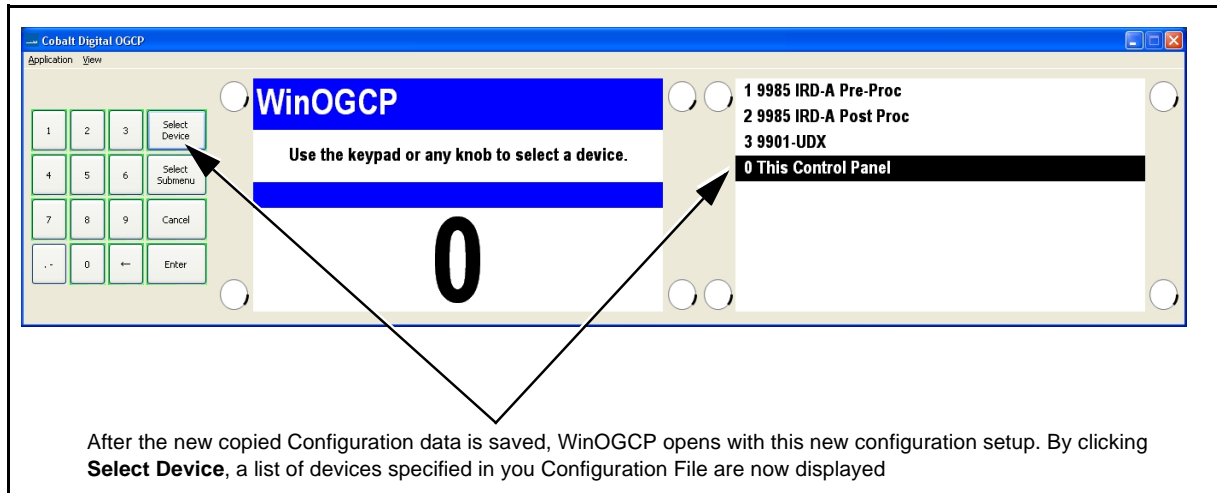 Cobalt Digital OGCP
Application View
1 2 3 Select Device
4 5 6 Select Submenu
7 8 9 Cancel
. - 0 ← Enter
WinOGCP
Use the keypad or any knob to select a device.
0
1 9985 IRD-A Pre-Proc
2 9985 IRD-A Post Proc
3 9901-UDX
0 This Control Panel
After the new copied Configuration data is saved, WinOGCP opens with this new configuration setup. By clicking
Select Device, a list of devices specified in you Configuration File are now displayed